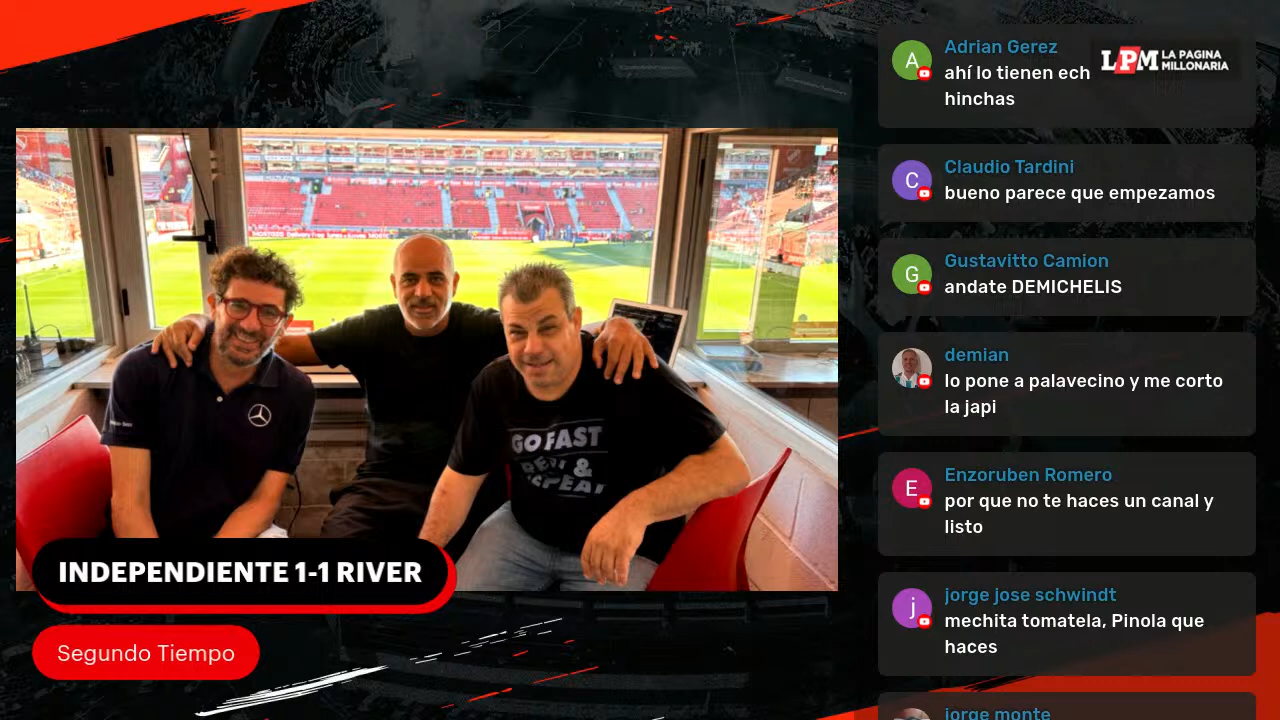 Adrian Gerez
ahí lo tienen ech
hinchas
LPM LA PAGINA
MILLONARIA
Claudio Tardini
bueno parece que empezamos
Gustavitto Camion
andate DEMICHELIS
demian
lo pone a palavecino y me corto
la japi
Enzoruben Romero
por que no te haces un canal y
listo
jorge jose schwindt
mechita tomatela, Pinola que
haces
jorge monte
A
C
G
E
j
GO FAST
&
INDEPENDIENTE 1-1 RIVER
Segundo Tiempo